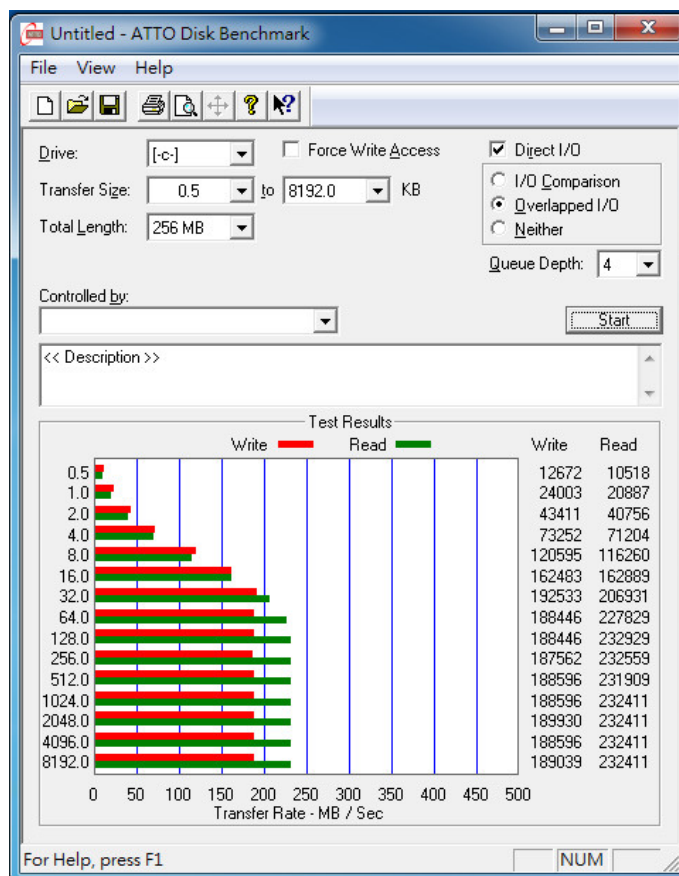 Untitled - ATTO Disk Benchmark
File View Help
Drive: [-c-] Force Write Access Direct I/O
Transfer Size: 0.5 to 8192.0 KB I/O Comparison
Overlapped I/O
Total Length: 256 MB Neither
Queue Depth: 4
Controlled by:
Start
<< Description >>
Test Results
Write Read Write Read
0.5 12672 10518
1.0 24003 20887
2.0 43411 40756
4.0 73252 71204
8.0 120595 116260
16.0 162483 162889
32.0 192533 206931
64.0 188446 227829
128.0 188446 232929
256.0 187562 232559
512.0 188596 231909
1024.0 188596 232411
2048.0 189930 232411
4096.0 188596 232411
8192.0 189039 232411
0 50 100 150 200 250 300 350 400 450 500
Transfer Rate - MB / Sec
For Help, press F1 NUM